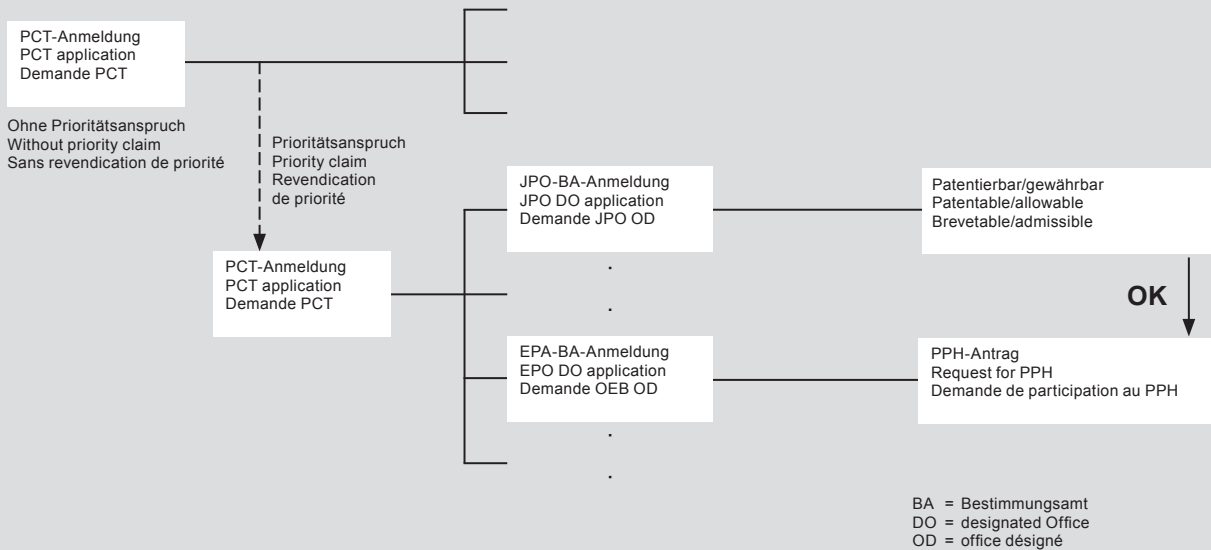 PCT-Anmeldung
PCT application
Demande PCT
Ohne Prioritätsanspruch
Without priority claim
Sans revendication de priorité
Prioritätsanspruch
Priority claim
Revendication
de priorité
JPO-BA-Anmeldung
JPO DO application
Demande JPO OD
Patentierbar/gewährbar
Patentable/allowable
Brevetable/admissible
PCT-Anmeldung
PCT application
Demande PCT
OK
EPA-BA-Anmeldung
EPO DO application
Demande OEB OD
PPH-Antrag
Request for PPH
Demande de participation au PPH
BA = Bestimmungsamt
DO = designated Office
OD = office désigné